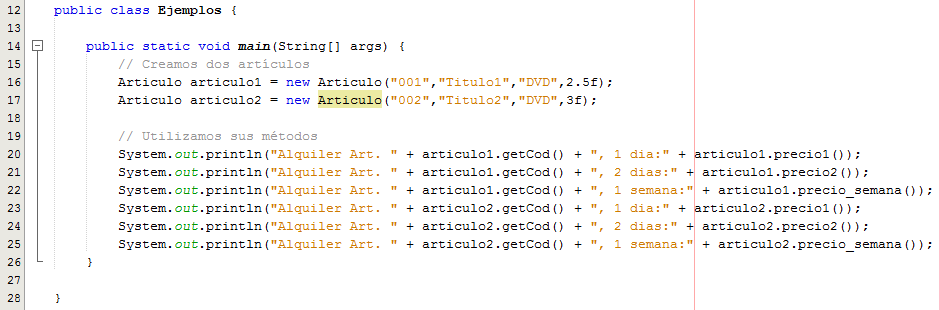 12 public class Ejemplos {
13
14 public static void main(String[] args) {
15 // Creamos dos artículos
16 Articulo articulo1 = new Articulo("001","Titulo1","DVD",2.5f);
17 Articulo articulo2 = new Articulo("002","Titulo2","DVD",3f);
18
19 // Utilizamos sus métodos
20 System.out.println("Alquiler Art. " + articulo1.getCod() + ", 1 dia:" + articulo1.precio1());
21 System.out.println("Alquiler Art. " + articulo1.getCod() + ", 2 dias:" + articulo1.precio2());
22 System.out.println("Alquiler Art. " + articulo1.getCod() + ", 1 semana:" + articulo1.precio_semana());
23 System.out.println("Alquiler Art. " + articulo2.getCod() + ", 1 dia:" + articulo2.precio1());
24 System.out.println("Alquiler Art. " + articulo2.getCod() + ", 2 dias:" + articulo2.precio2());
25 System.out.println("Alquiler Art. " + articulo2.getCod() + ", 1 semana:" + articulo2.precio_semana());
26 }
27
28 }